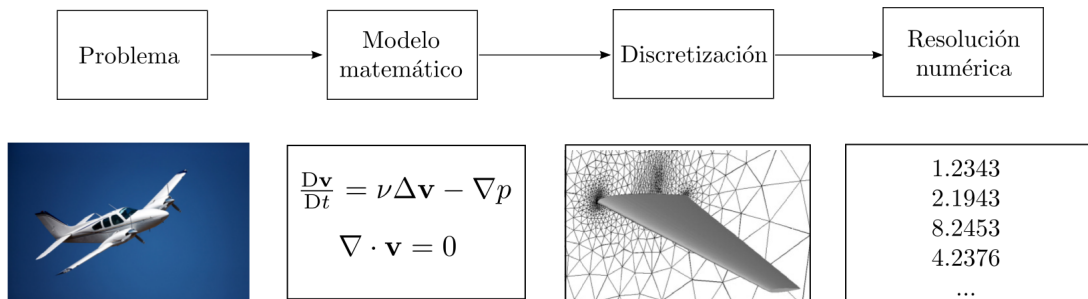 Problema
Modelo
matemático
Discretización
Resolución
numérica
Dv/Dt = νΔv − ∇p
∇ · v = 0
1.2343
2.1943
8.2453
4.2376
...